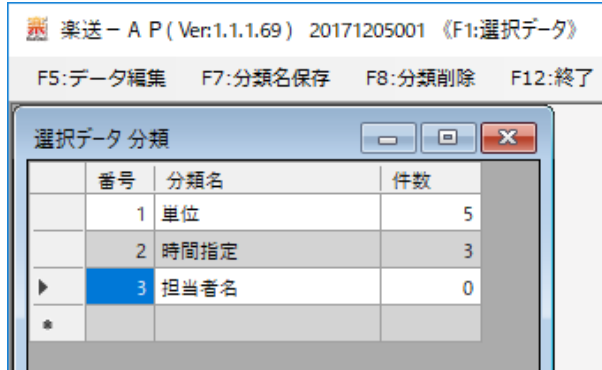 楽送－ＡＰ( Ver:1.1.1.69 )   20171205001  《F1:選択データ》
F5:データ編集   F7:分類名保存   F8:分類削除   F12:終了
選択データ 分類
番号 分類名 件数
1 単位 5
2 時間指定 3
3 担当者名 0